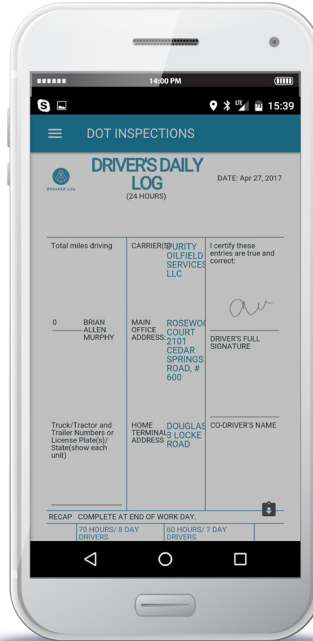 14:00 PM
15:39
DOT INSPECTIONS
BREAKER LOG
DRIVER'S DAILY
LOG
(24 HOURS)
DATE: Apr 27, 2017
Total miles driving
CARRIER(S)
PURITY
OILFIELD
SERVICES
LLC
I certify these
entries are true and
correct:
0
BRIAN
ALLEN
MURPHY
MAIN
OFFICE
ADDRESS:
ROSEWOO
COURT
2101
CEDAR
SPRINGS
ROAD, #
600
DRIVER'S FULL
SIGNATURE
Truck/Tractor and
Trailer Numbers or
License Plate(s)/
State(show each
unit)
HOME
TERMINAL
ADDRESS
DOUGLAS
3 LOCKE
ROAD
CO-DRIVER'S NAME
RECAP COMPLETE AT END OF WORK DAY.
70 HOURS/ 8 DAY
DRIVERS
60 HOURS/ 7 DAY
DRIVERS